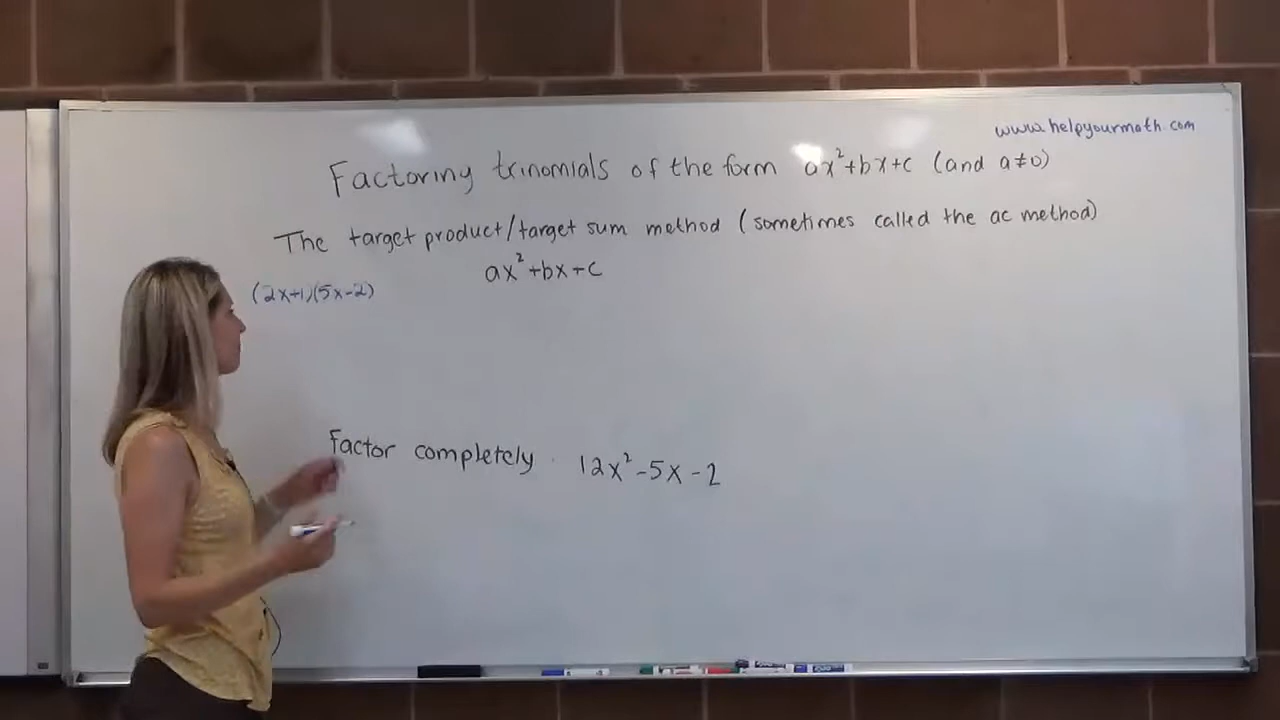 www.helpyourmath.com
Factoring trinomials of the form ax²+bx+c (and a≠0)
The target product/target sum method (sometimes called the ac method)
ax²+bx+c
(2x+1)(5x-2)
Factor completely. 12x²-5x-2